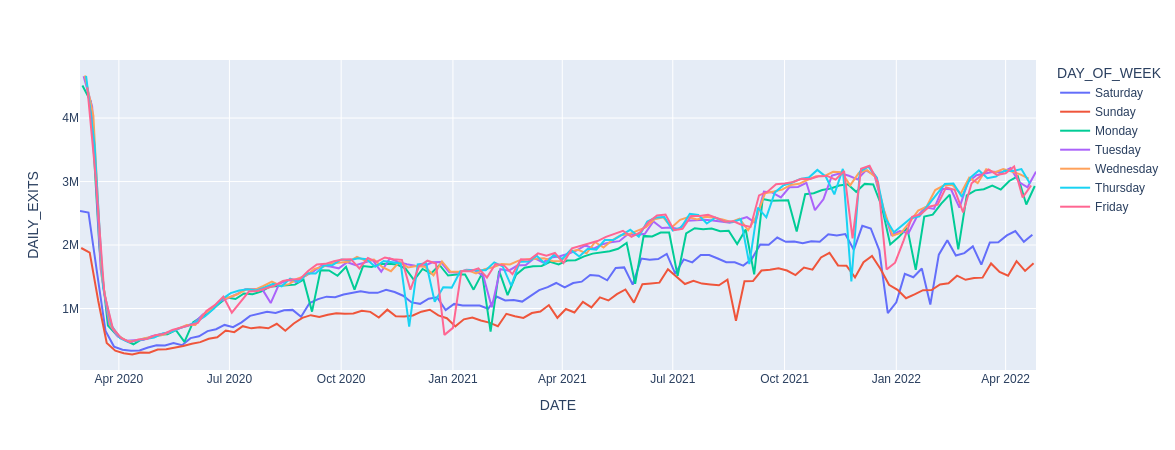 DAY_OF_WEEK
Saturday
Sunday
Monday
Tuesday
Wednesday
Thursday
Friday
4M
3M
2M
1M
DAILY_EXITS
Apr 2020 Jul 2020 Oct 2020 Jan 2021 Apr 2021 Jul 2021 Oct 2021 Jan 2022 Apr 2022
DATE